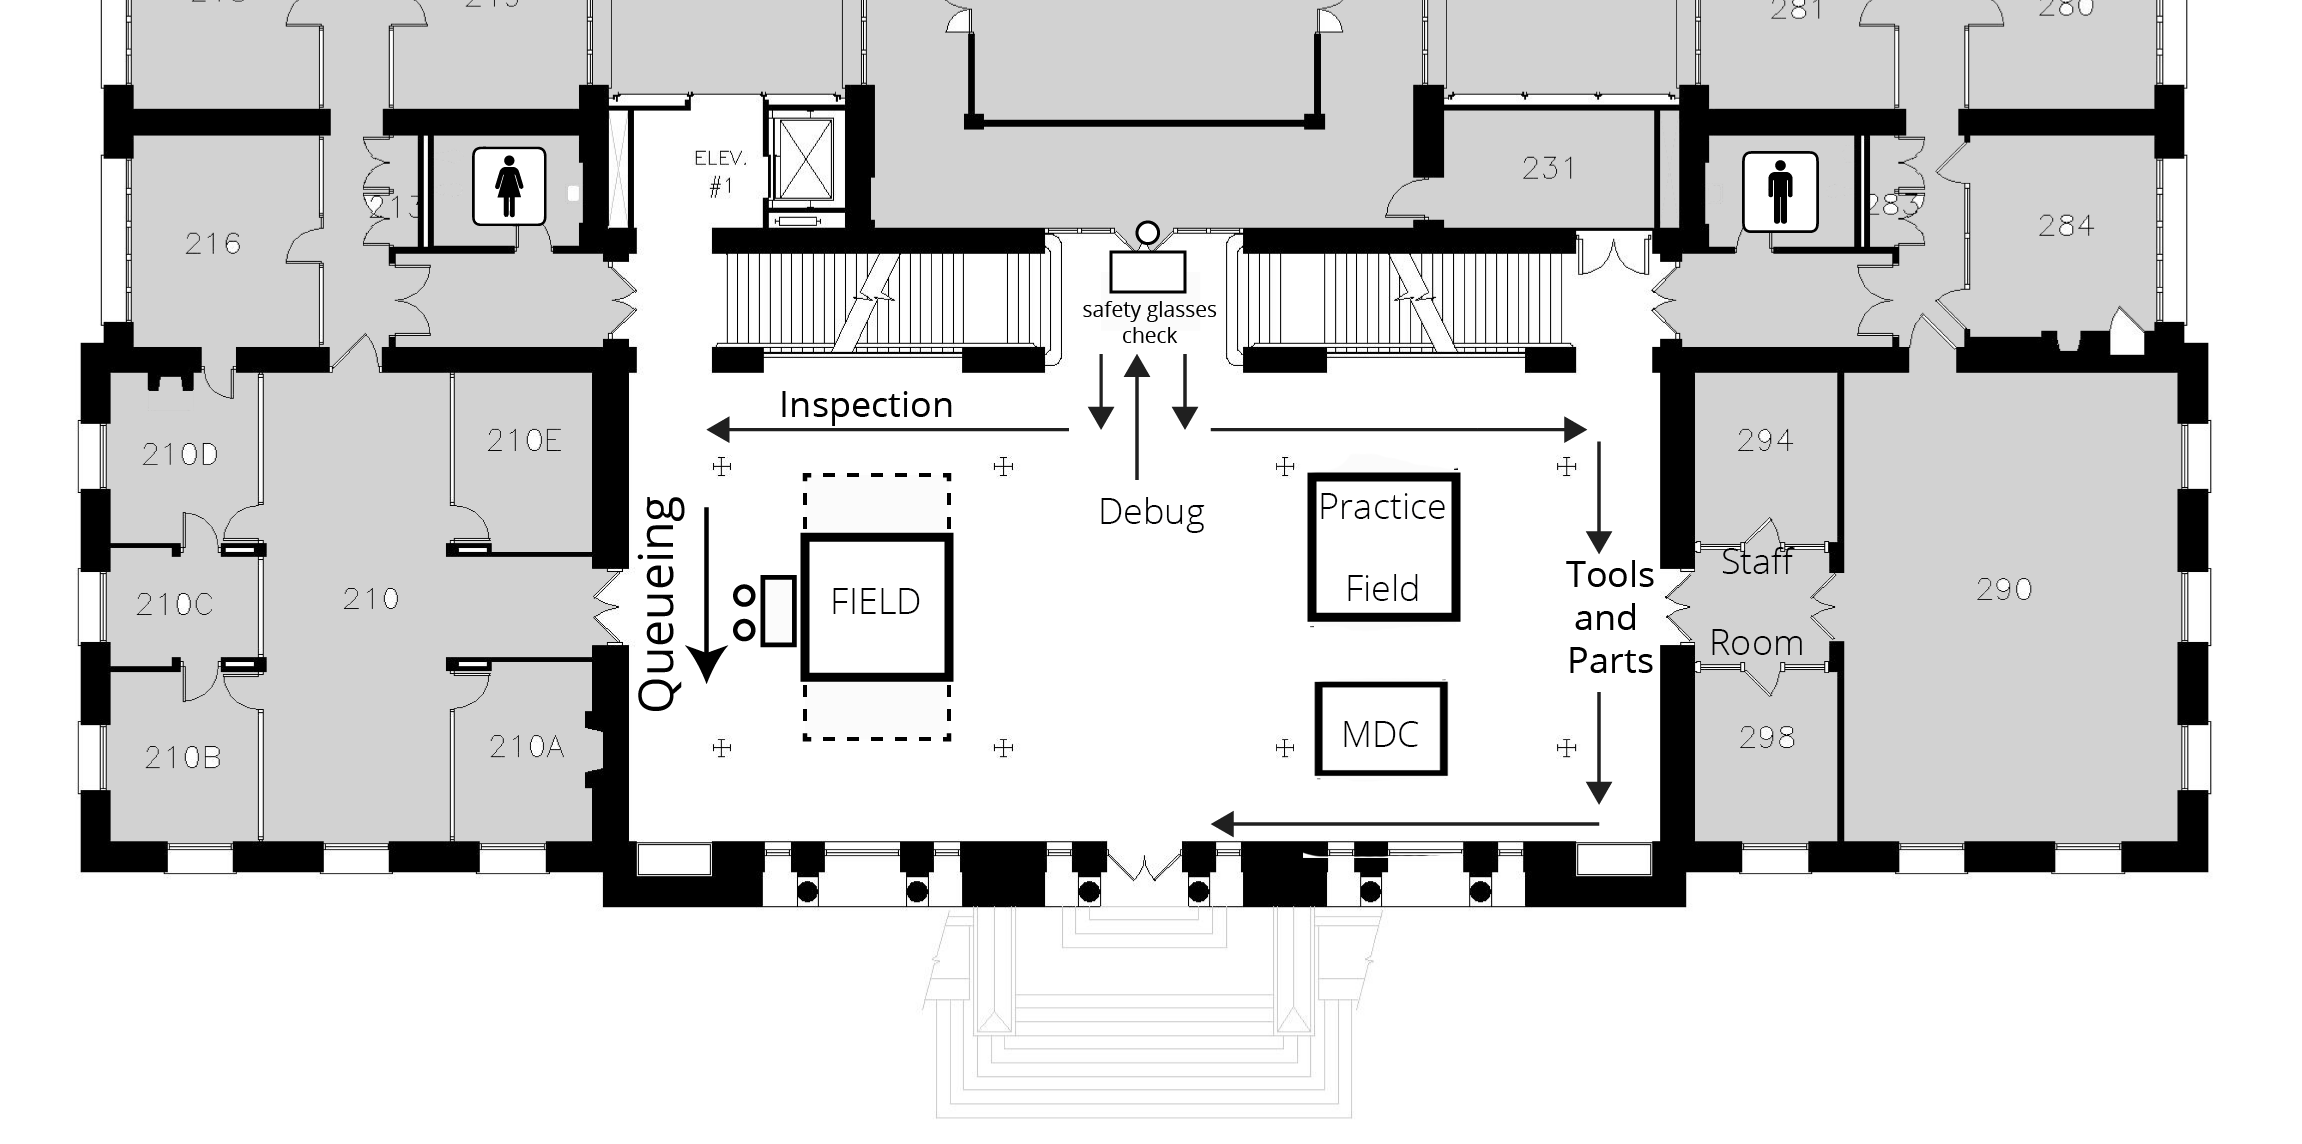 281
280
ELEV.
#1
231
213
283
216
284
safety glasses
check
Inspection
210D
210E
294
Queueing
Debug
Practice
Field
FIELD
Tools
and
Parts
Staff
Room
210C
210
290
210B
210A
MDC
298